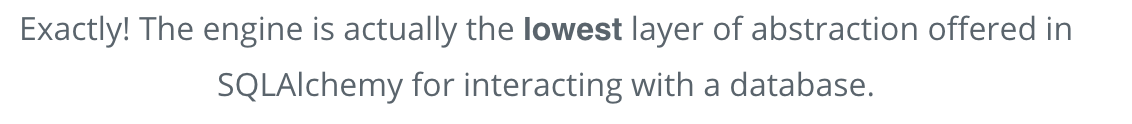 Exactly! The engine is actually the lowest layer of abstraction offered in
SQLAlchemy for interacting with a database.